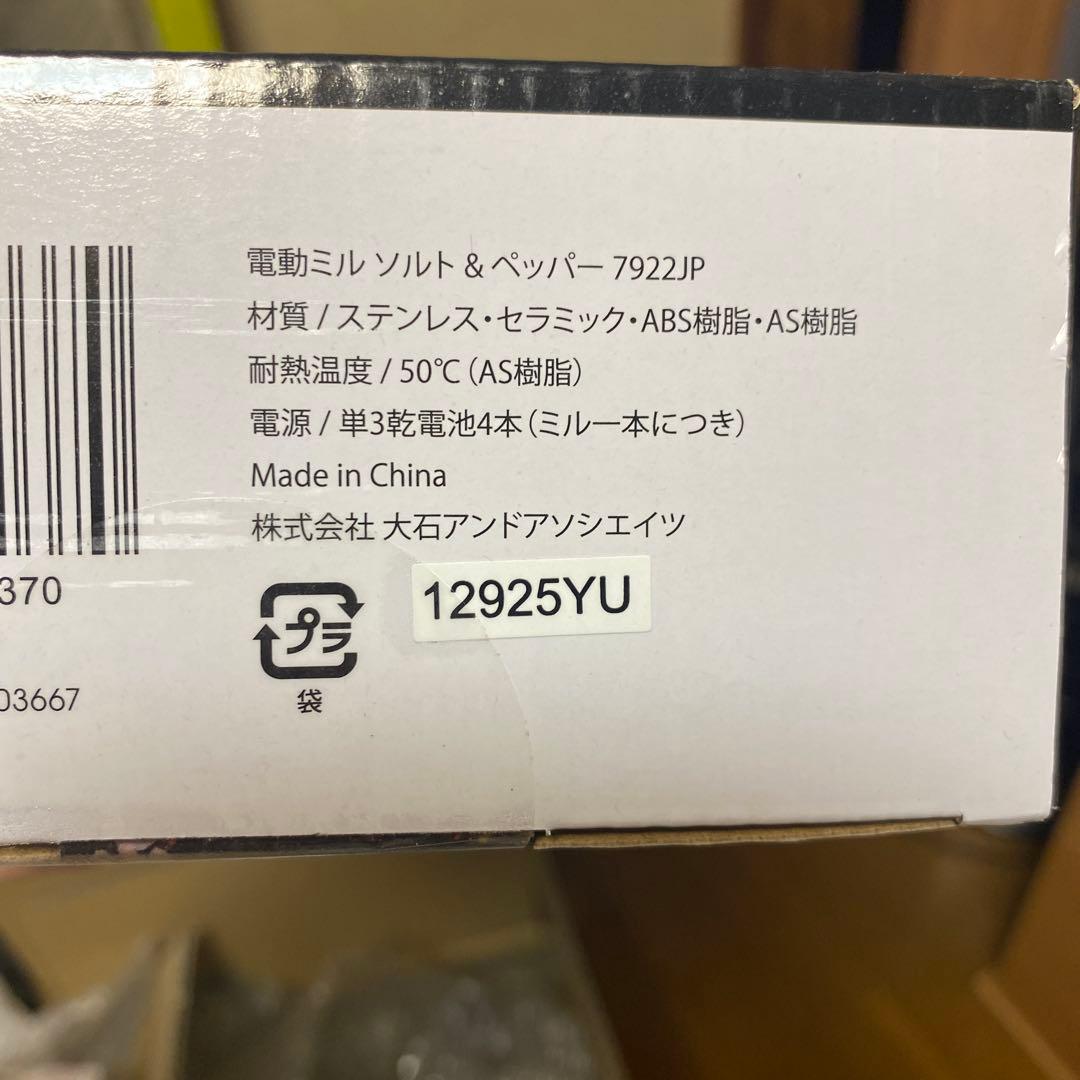 電動ミル ソルト & ペッパー 7922JP
材質 / ステンレス・セラミック・ABS樹脂・AS樹脂
耐熱温度 / 50℃（AS樹脂）
電源 / 単3乾電池4本（ミル一本につき）
Made in China
株式会社 大石アンドアソシエイツ
370
プラ
12925YU
袋
03667